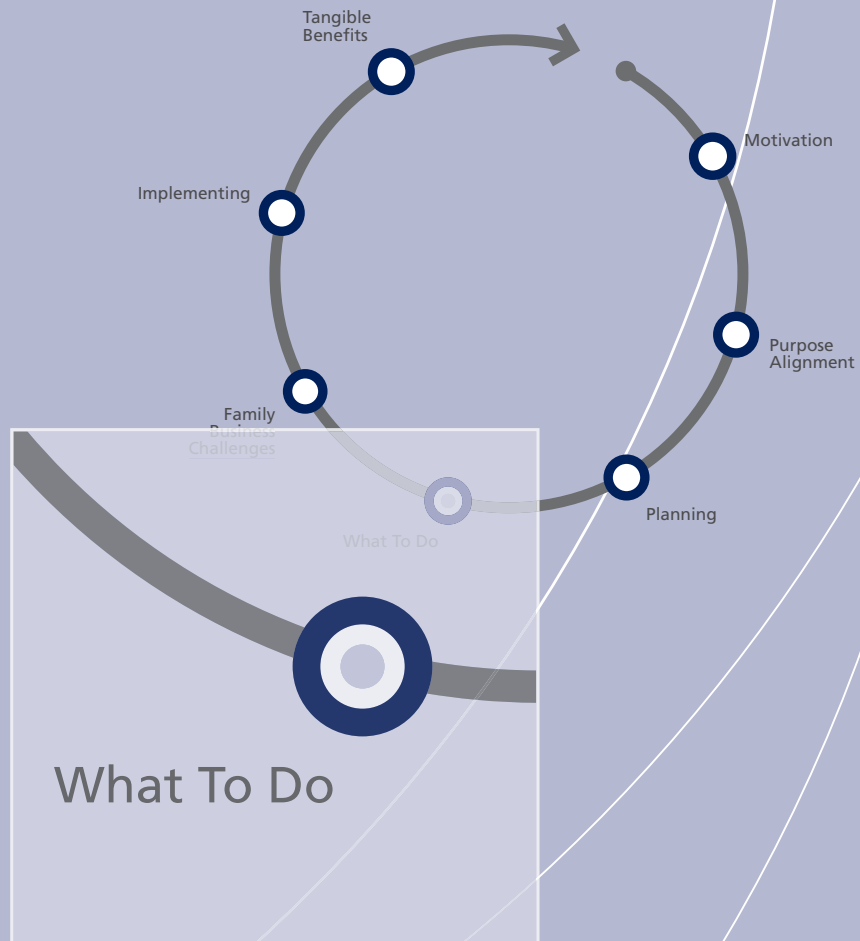 Tangible
Benefits
Motivation
Implementing
Purpose
Alignment
Family
Business
Challenges
Planning
What To Do
What To Do